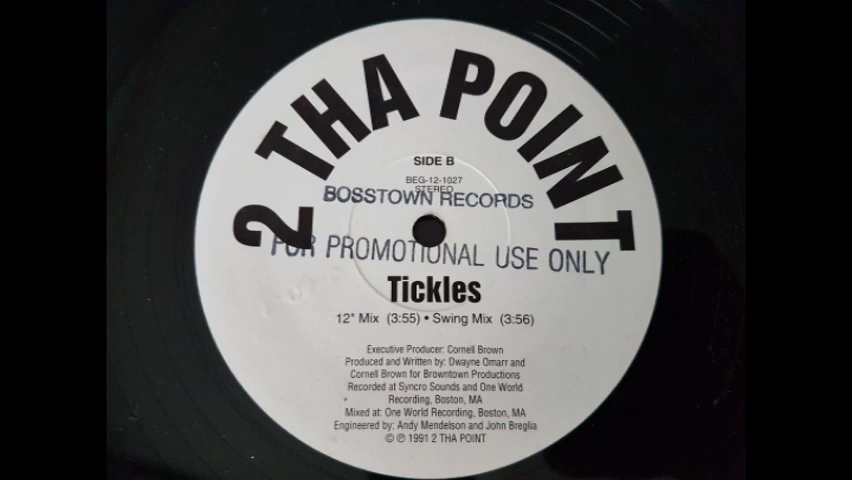 2 THA POINT
SIDE B
BEG-12-1027
STEREO
BOSSTOWN RECORDS
FOR PROMOTIONAL USE ONLY
Tickles
12" Mix (3:55) • Swing Mix (3:56)
Executive Producer: Cornell Brown
Produced and Written by: Dwayne Omarr and
Cornell Brown for Browntown Productions
Recorded at Syncro Sounds and One World
Recording, Boston, MA
Mixed at: One World Recording, Boston, MA
Engineered by: Andy Mendelson and John Breglia
© ℗ 1991 2 THA POINT